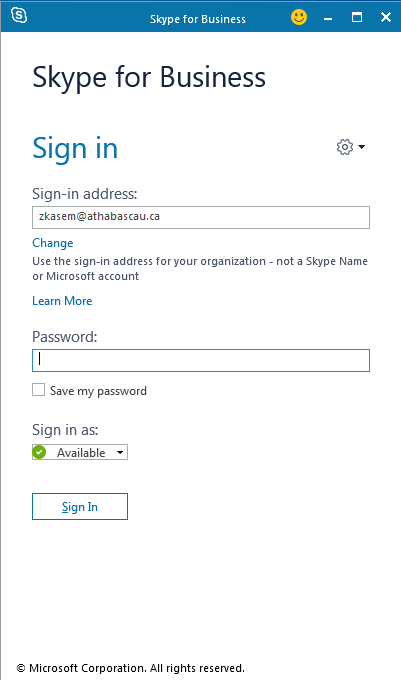 Skype for Business
Skype for Business
Sign in
Sign-in address:
zkasem@athabascau.ca
Change
Use the sign-in address for your organization - not a Skype Name
or Microsoft account
Learn More
Password:
Save my password
Sign in as:
Available
Sign In
© Microsoft Corporation. All rights reserved.